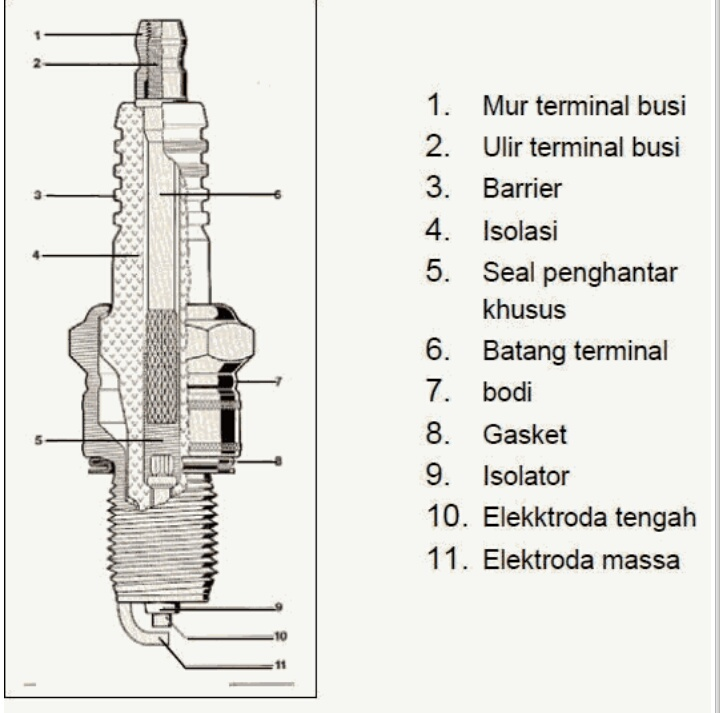 1
2
3
6
4
7
5
8
9
10
11
1. Mur terminal busi
2. Ulir terminal busi
3. Barrier
4. Isolasi
5. Seal penghantar
khusus
6. Batang terminal
7. bodi
8. Gasket
9. Isolator
10. Elekktroda tengah
11. Elektroda massa